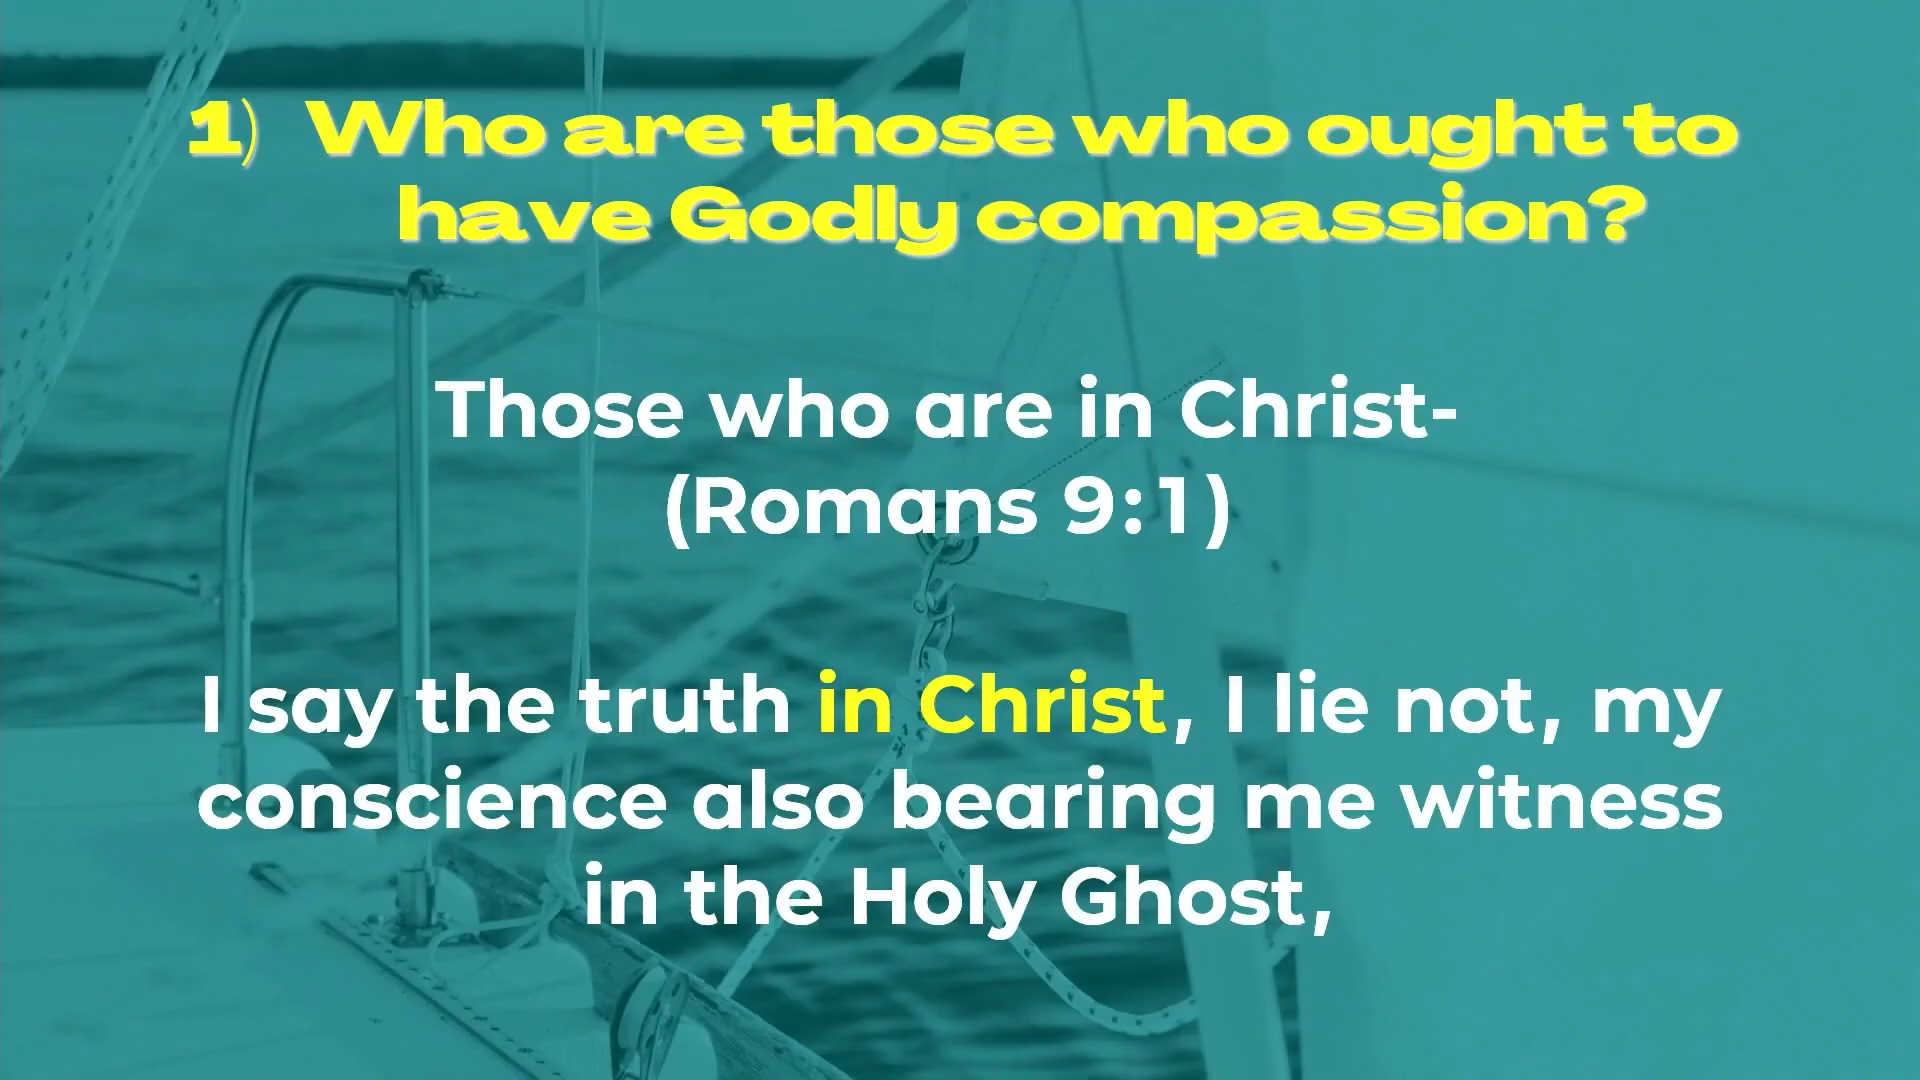 1) Who are those who ought to
have Godly compassion?
Those who are in Christ-
(Romans 9:1)
I say the truth in Christ, I lie not, my
conscience also bearing me witness
in the Holy Ghost,